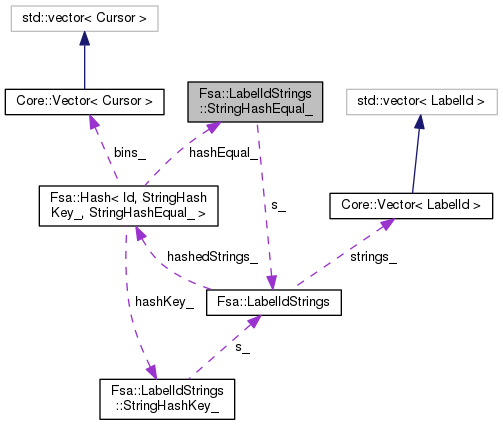 std::vector< Cursor >
Core::Vector< Cursor >
Fsa::LabelIdStrings
::StringHashEqual_
std::vector< LabelId >
bins_
hashEqual_
Fsa::Hash< Id, StringHash
Key_, StringHashEqual_ >
s_
Core::Vector< LabelId >
hashedStrings_
strings_
hashKey_
Fsa::LabelIdStrings
s_
Fsa::LabelIdStrings
::StringHashKey_